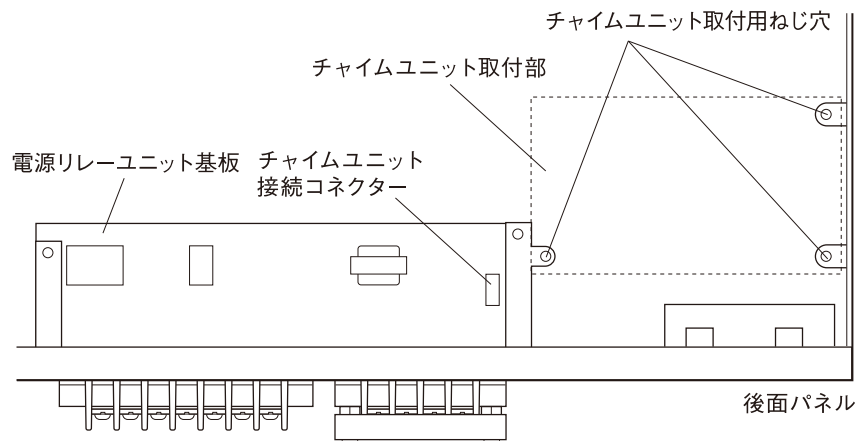 チャイムユニット取付用ねじ穴
チャイムユニット取付部
電源リレーユニット基板
チャイムユニット
接続コネクター
後面パネル